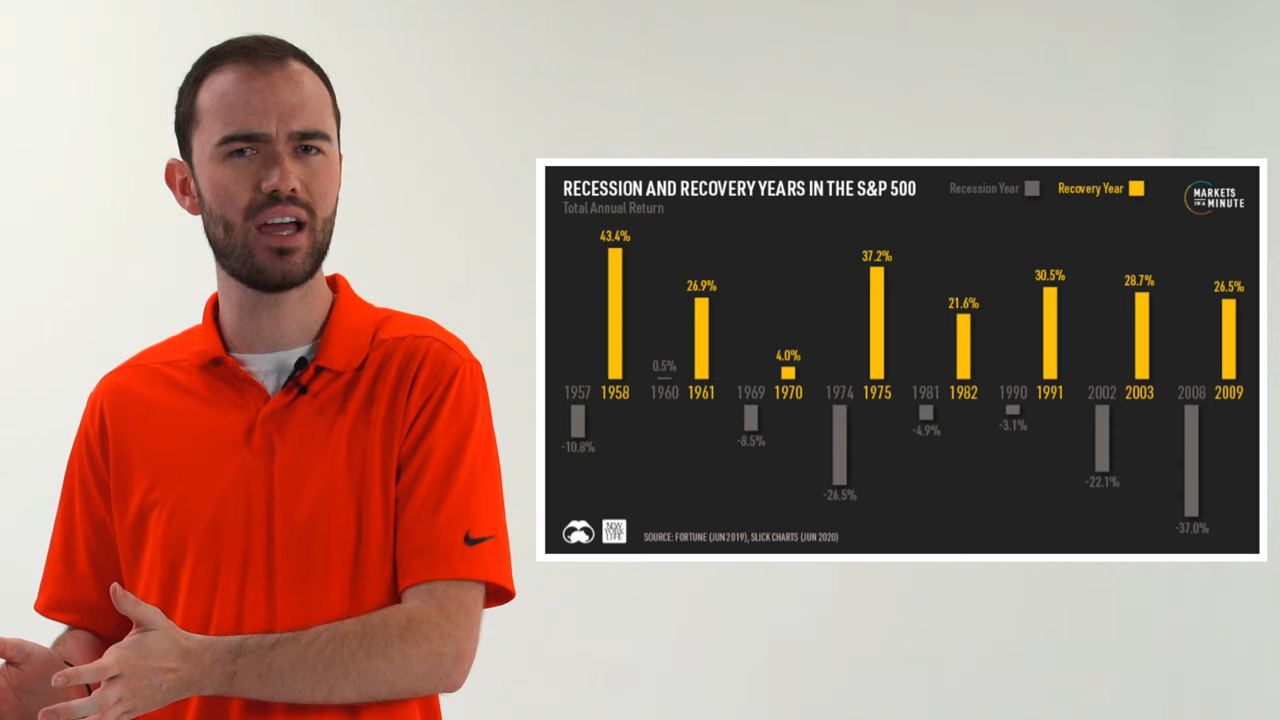 RECESSION AND RECOVERY YEARS IN THE S&P 500
Recession Year
Recovery Year
MARKETS
IN A
MINUTE
Total Annual Return
43.4%
26.9%
37.2%
21.6%
30.5%
28.7%
26.5%
0.5%
4.0%
1957 1958 1960 1961 1969 1970 1974 1975 1981 1982 1990 1991 2002 2003 2008 2009
-10.8%
-8.5%
-26.5%
-4.9%
-3.1%
-22.1%
-37.0%
NEW
YORK
LIFE
SOURCE: FORTUNE (JUN 2019), SLICK CHARTS (JUN 2020)